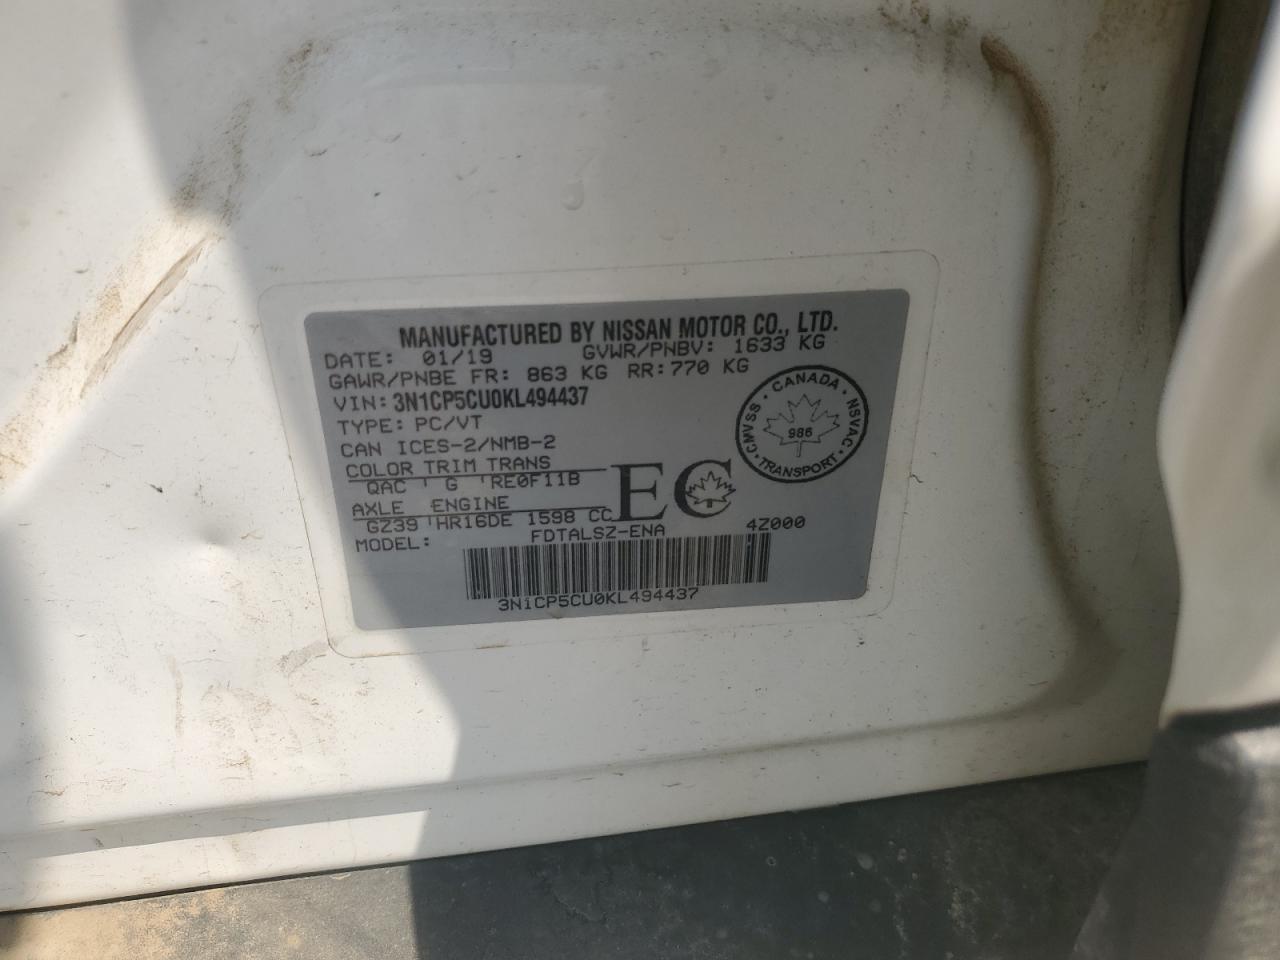 MANUFACTURED BY NISSAN MOTOR CO., LTD.
DATE: 01/19 GVWR/PNBV: 1633 KG
GAWR/PNBE FR: 863 KG RR:770 KG
VIN: 3N1CP5CU0KL494437
TYPE: PC/VT
CAN ICES-2/NMB-2
COLOR TRIM TRANS
QAC G RE0F11B
AXLE ENGINE
GZ39 HR16DE 1598 CC
MODEL: FDTALSZ-ENA 4Z000
3N1CP5CU0KL494437
EC
CANADA
CMVSS 986 NSVAC
TRANSPORT